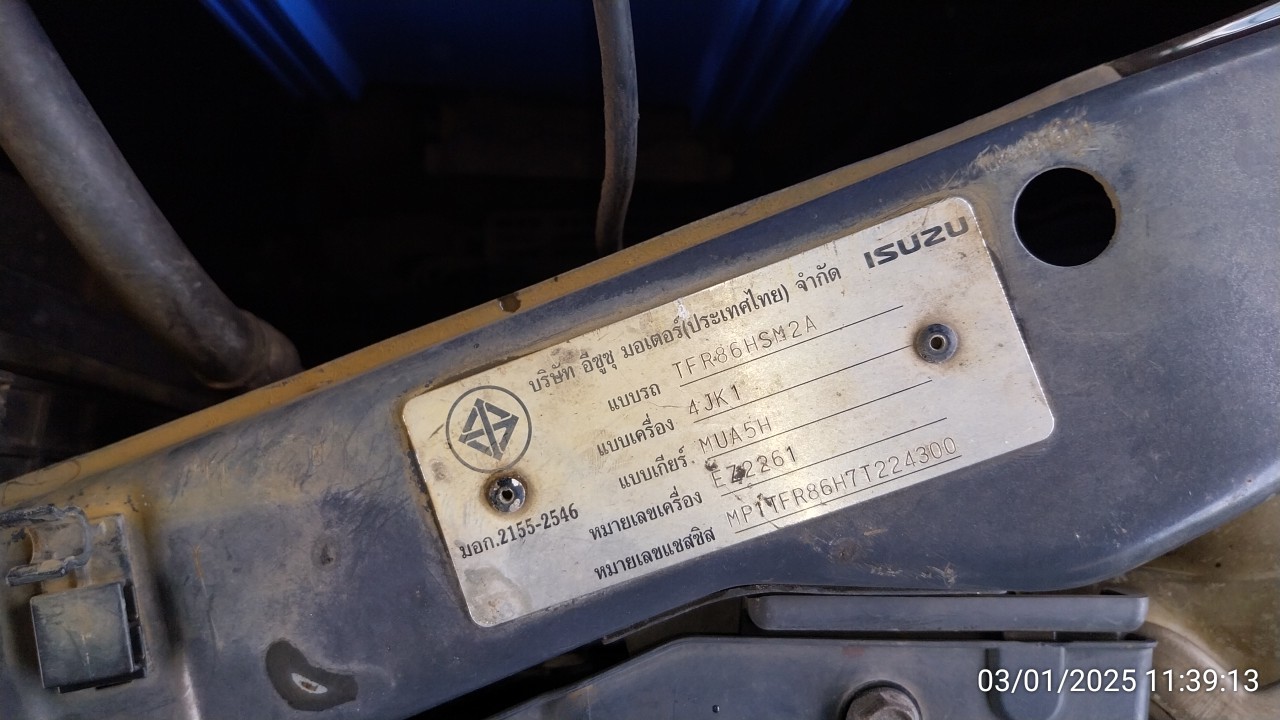 ISUZU
บริษัท อีซูซุ มอเตอร์(ประเทศไทย) จำกัด
แบบรถ TFR86HSM2A
แบบเครื่อง 4JK1
แบบเกียร์ MUA5H
หมายเลขเครื่อง EZ2261
หมายเลขแชสซิส MP1TFR86H7T224300
มอก.2155-2546
03/01/2025 11:39:13